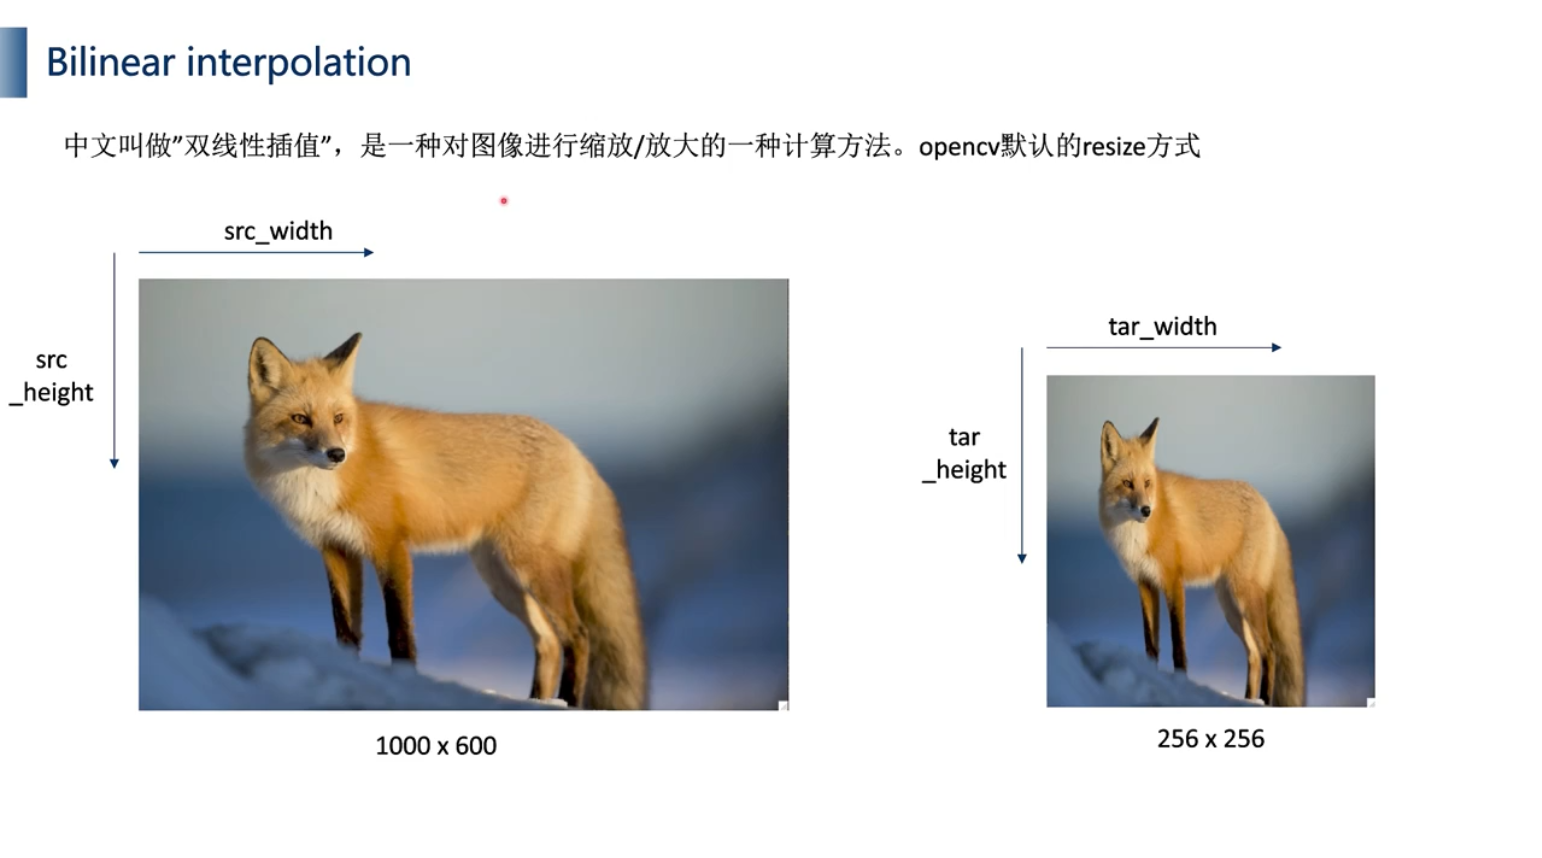 Bilinear interpolation
中文叫做”双线性插值”，是一种对图像进行缩放/放大的一种计算方法。opencv默认的resize方式
src_width
src
_height
1000 x 600
tar_width
tar
_height
256 x 256